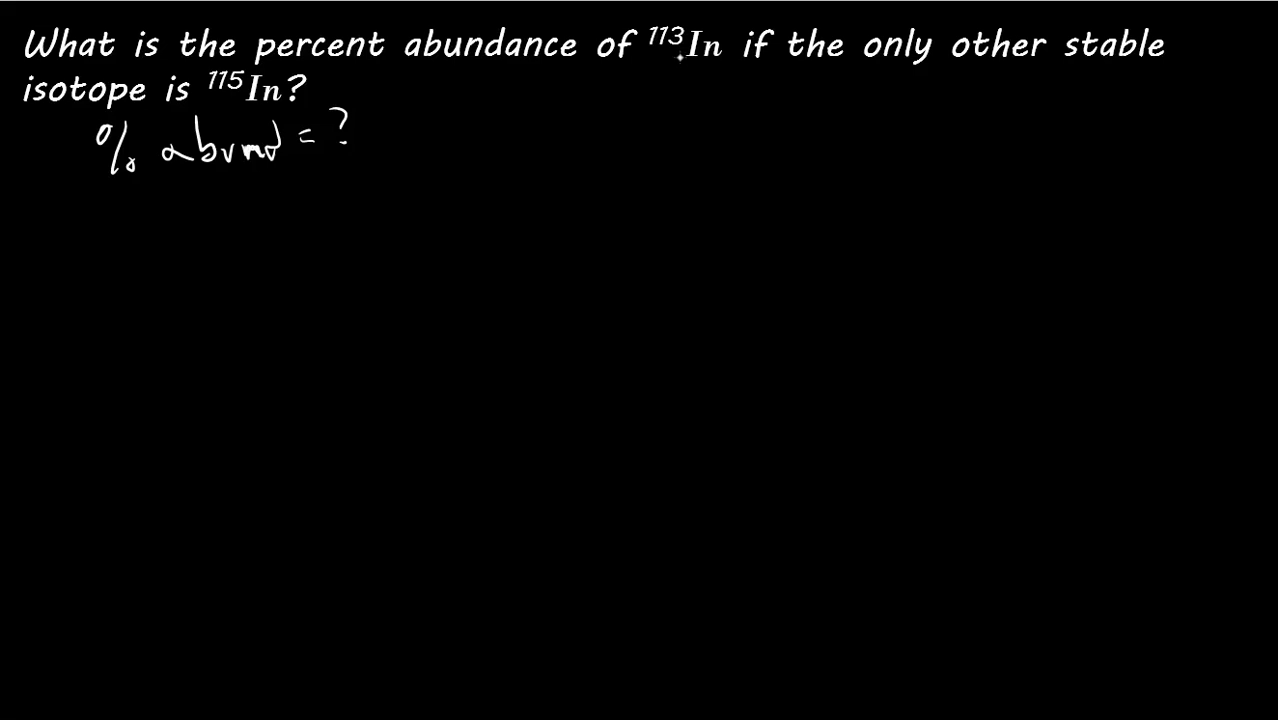 What is the percent abundance of ¹¹³In if the only other stable
isotope is ¹¹⁵In?
% abund = ?